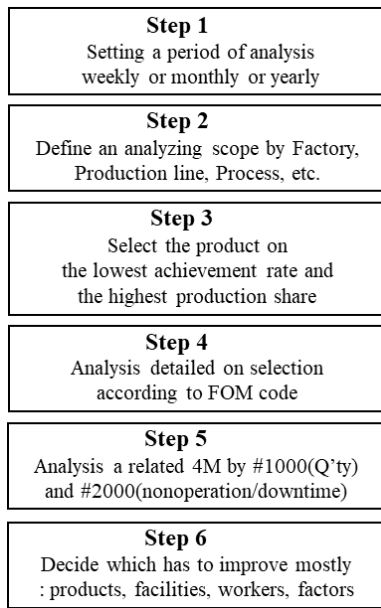 Step 1
Setting a period of analysis
weekly or monthly or yearly
Step 2
Define an analyzing scope by Factory,
Production line, Process, etc.
Step 3
Select the product on
the lowest achievement rate and
the highest production share
Step 4
Analysis detailed on selection
according to FOM code
Step 5
Analysis a related 4M by #1000(Q'ty)
and #2000(nonoperation/downtime)
Step 6
Decide which has to improve mostly
: products, facilities, workers, factors